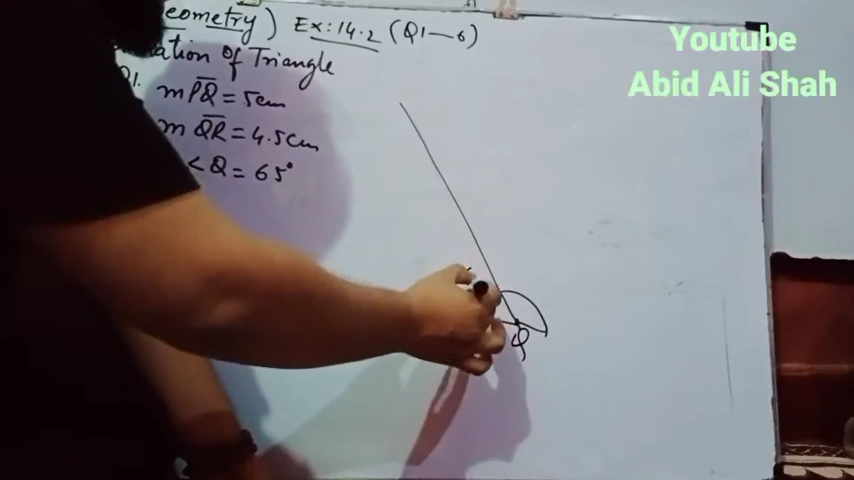 eometry) Ex: 14.2 (Q1—6)
ation of Triangle
1. mPQ = 5cm
mQR = 4.5cm
<Q = 65°
Q
Youtube
Abid Ali Shah